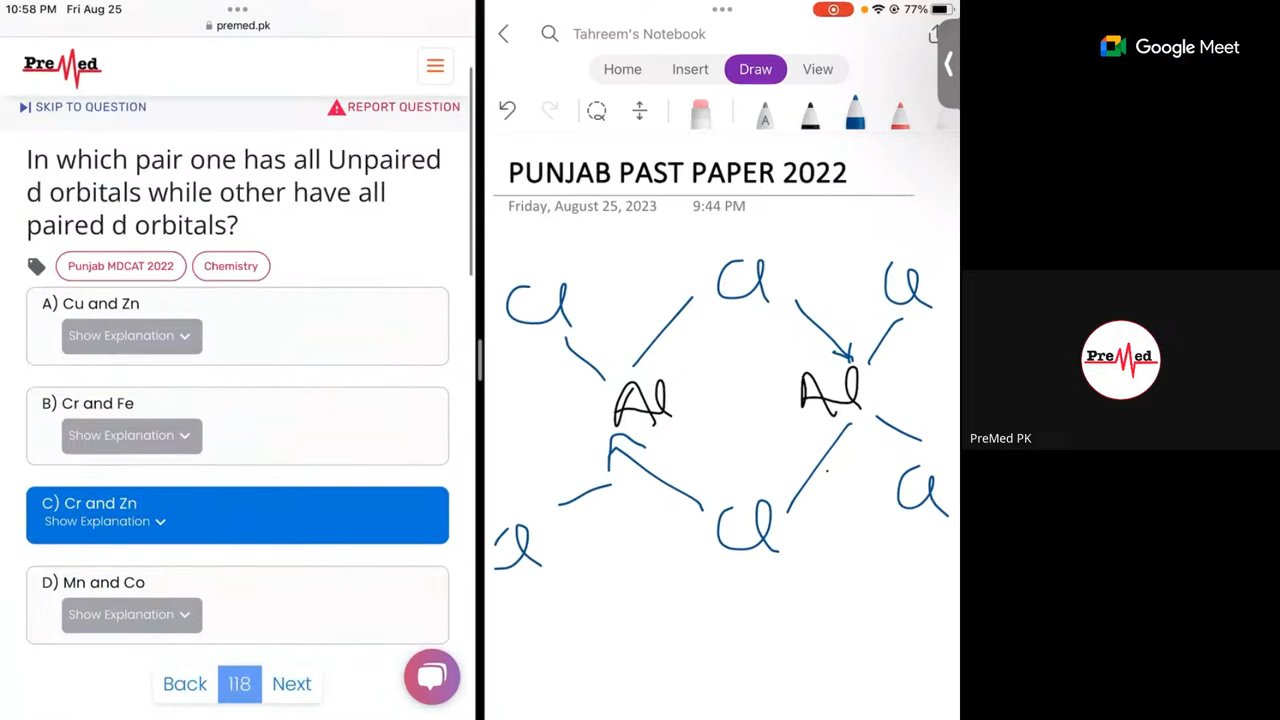 10:58 PM Fri Aug 25
premed.pk
PreMed
SKIP TO QUESTION
REPORT QUESTION
In which pair one has all Unpaired
d orbitals while other have all
paired d orbitals?
Punjab MDCAT 2022
Chemistry
A) Cu and Zn
Show Explanation
B) Cr and Fe
Show Explanation
C) Cr and Zn
Show Explanation
D) Mn and Co
Show Explanation
Back 118 Next
77%
Tahreem's Notebook
Home Insert Draw View
A
PUNJAB PAST PAPER 2022
Friday, August 25, 2023 9:44 PM
Cl Cl Cl
Al Al
Cl Cl Cl
Google Meet
PreMed
PreMed PK